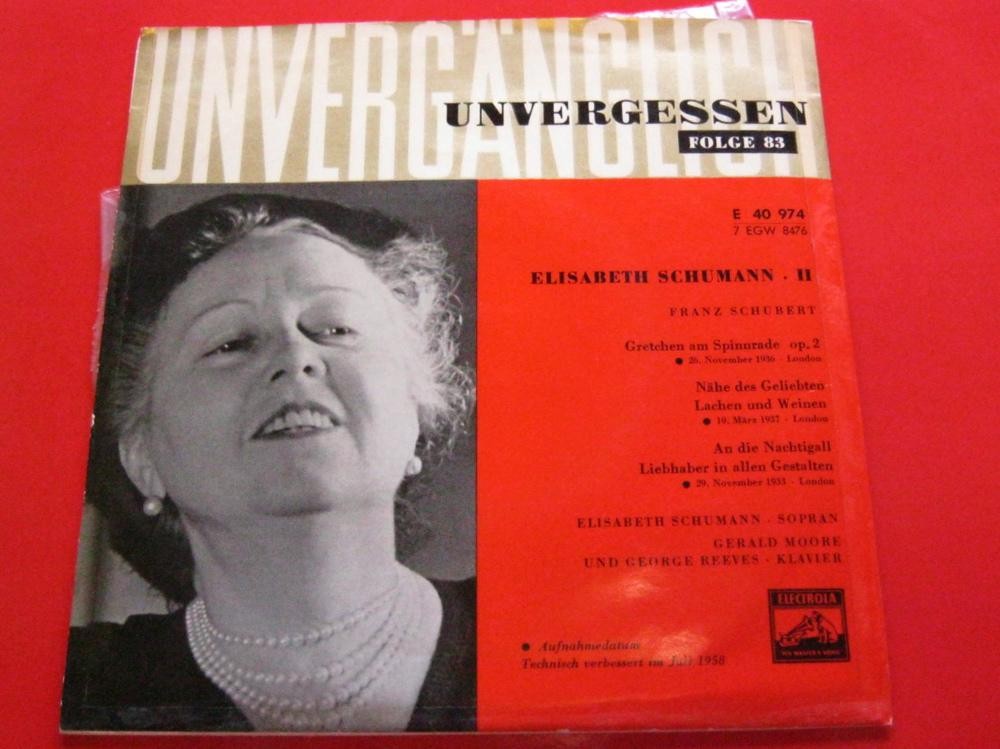 UNVERGÄNGLICH
UNVERGESSEN
FOLGE 83
E 40 974
7 EGW 8476
ELISABETH SCHUMANN · II
FRANZ SCHUBERT
Gretchen am Spinnrade op. 2
● 26. November 1936 · London
Nähe des Geliebten
Lachen und Weinen
● 10. März 1937 · London
An die Nachtigall
Liebhaber in allen Gestalten
● 29. November 1933 · London
ELISABETH SCHUMANN · SOPRAN
GERALD MOORE
UND GEORGE REEVES · KLAVIER
ELECTROLA
"HIS MASTER'S VOICE"
● Aufnahmedatum
Technisch verbessert im Juli 1958